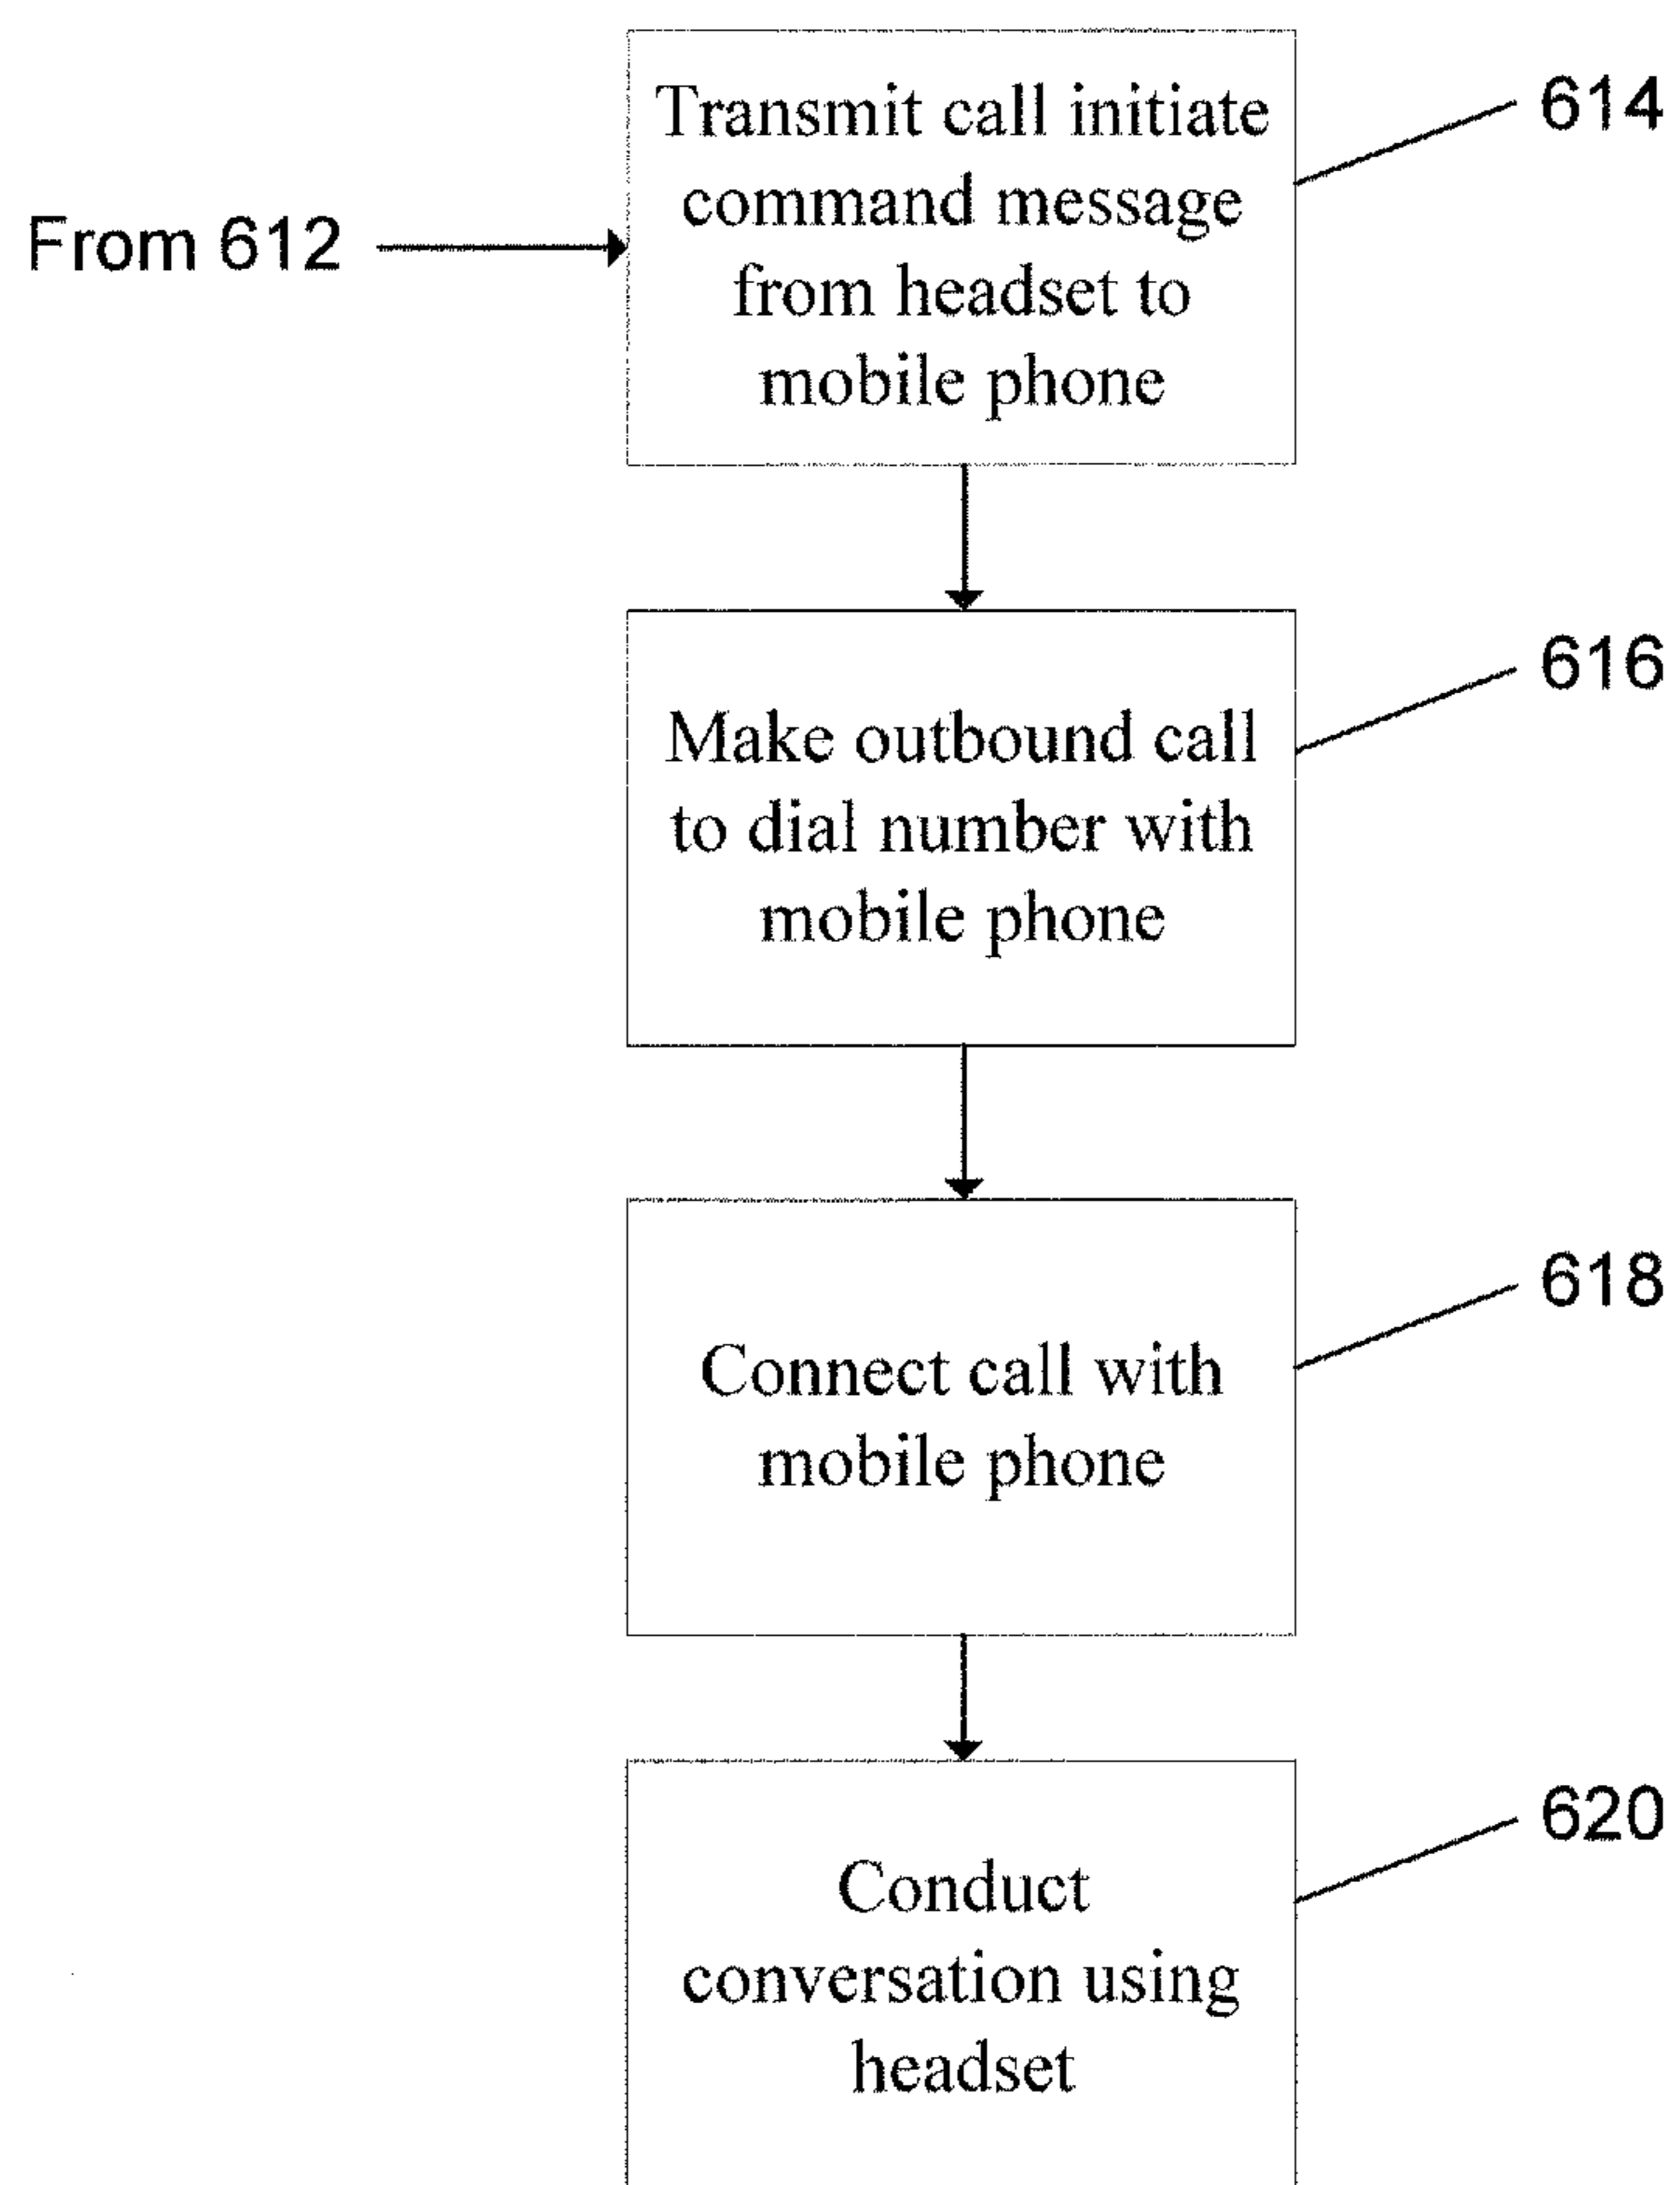 Transmit call initiate
command message
from headset to
mobile phone
614
From 612
Make outbound call
to dial number with
mobile phone
616
Connect call with
mobile phone
618
Conduct
conversation using
headset
620